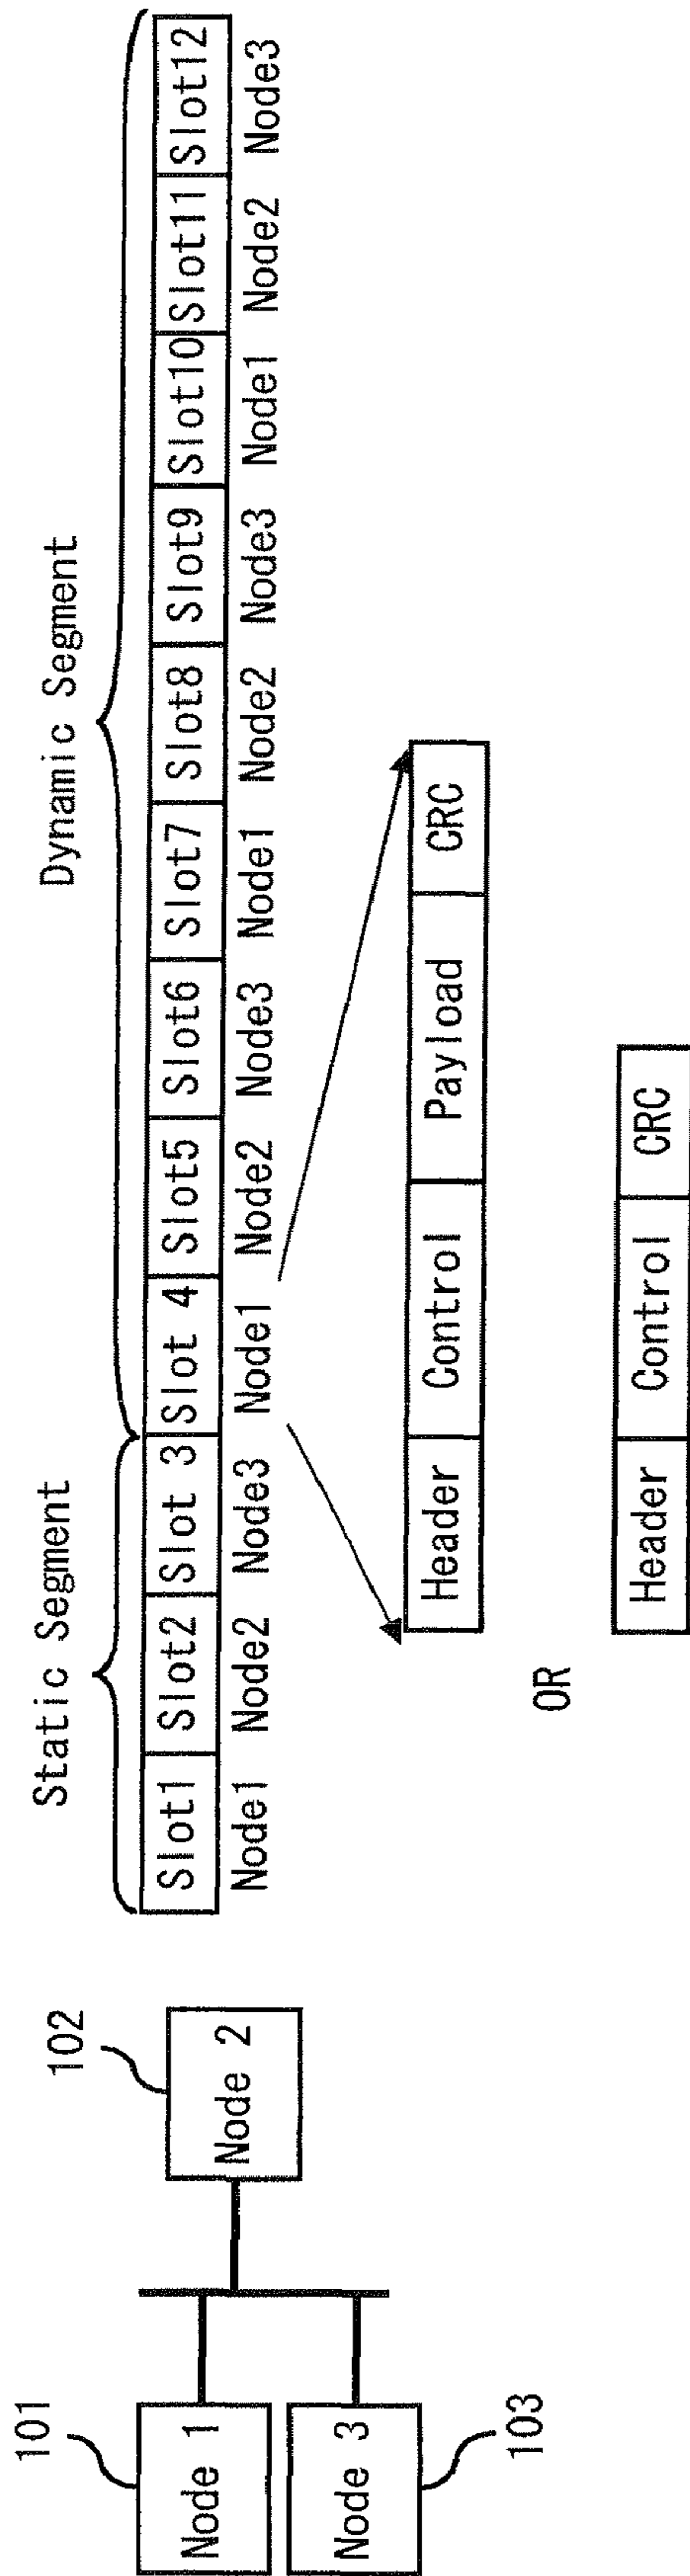 101
Node 1
102
Node 2
Node 3
103
Static Segment
Dynamic Segment
Slot1 Slot2 Slot 3 Slot 4 Slot5 Slot6 Slot7 Slot8 Slot9 Slot10 Slot11 Slot12
Node1 Node2 Node3 Node1 Node2 Node3 Node1 Node2 Node3 Node1 Node2 Node3
Header Control Payload CRC
OR
Header Control CRC